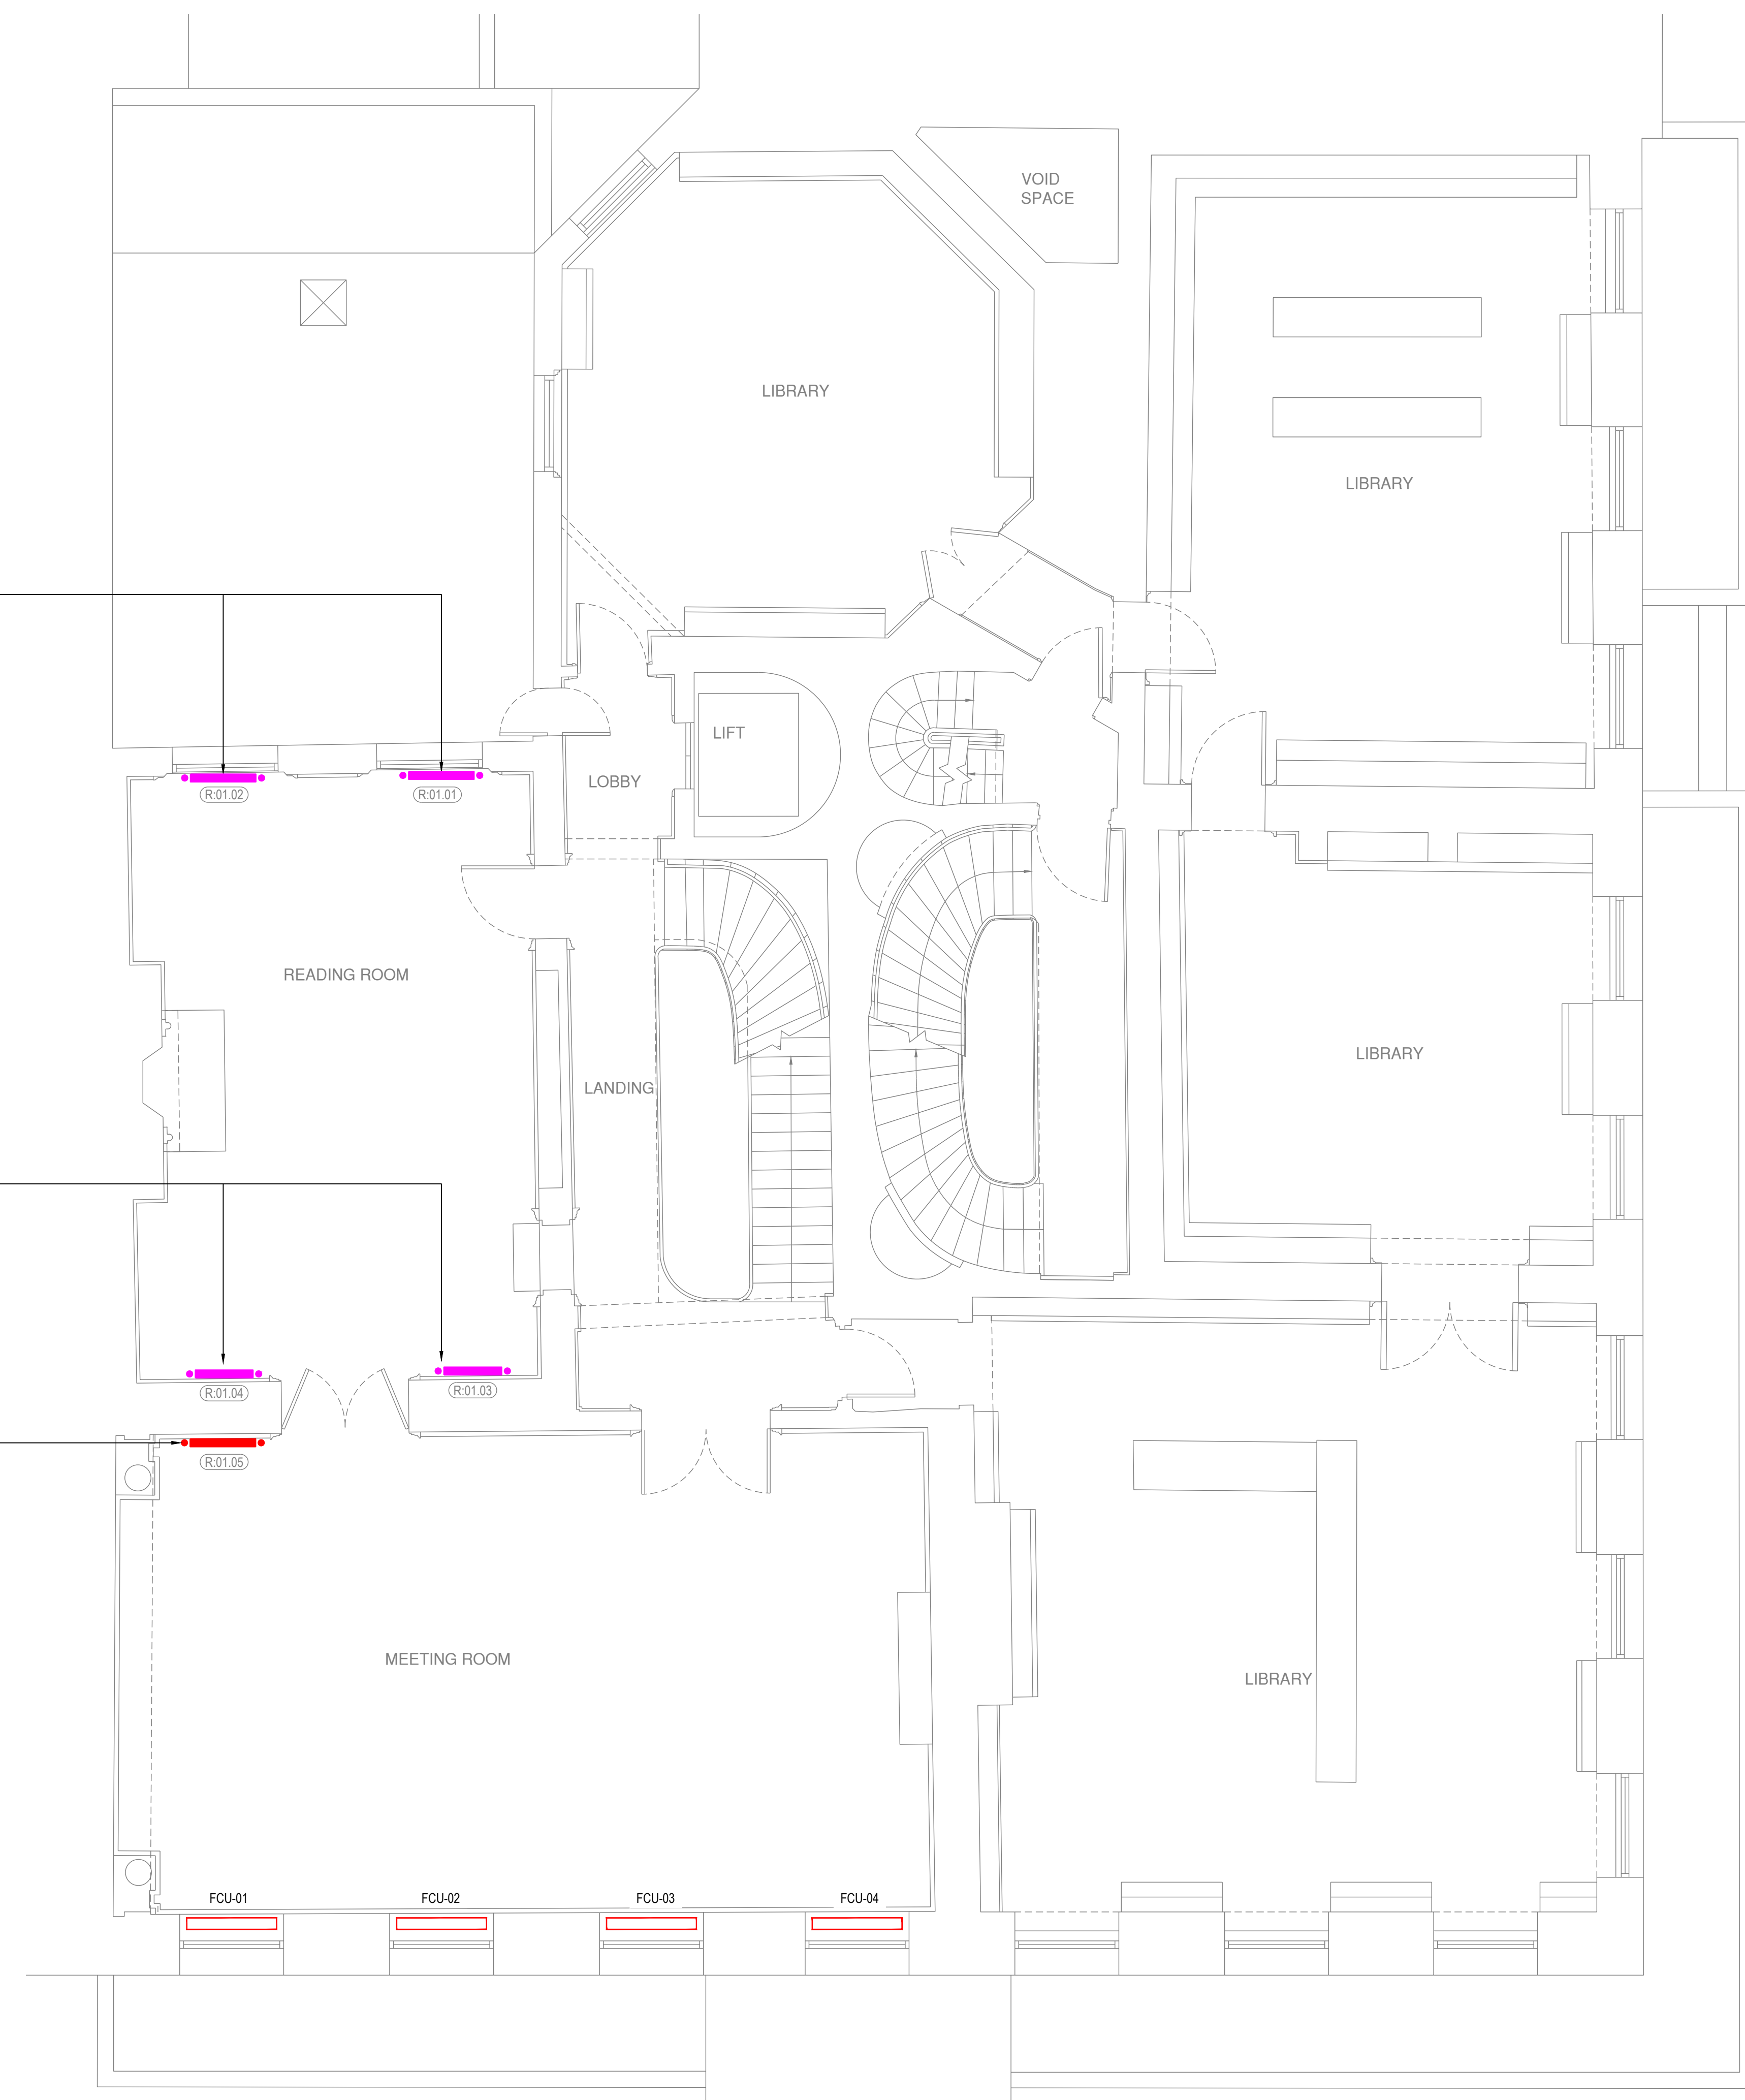 VOID
SPACE
LIBRARY
LIBRARY
LIFT
LOBBY
R:01.02
R:01.01
READING ROOM
LIBRARY
LANDING
R:01.04
R:01.03
R:01.05
MEETING ROOM
LIBRARY
FCU-01
FCU-02
FCU-03
FCU-04